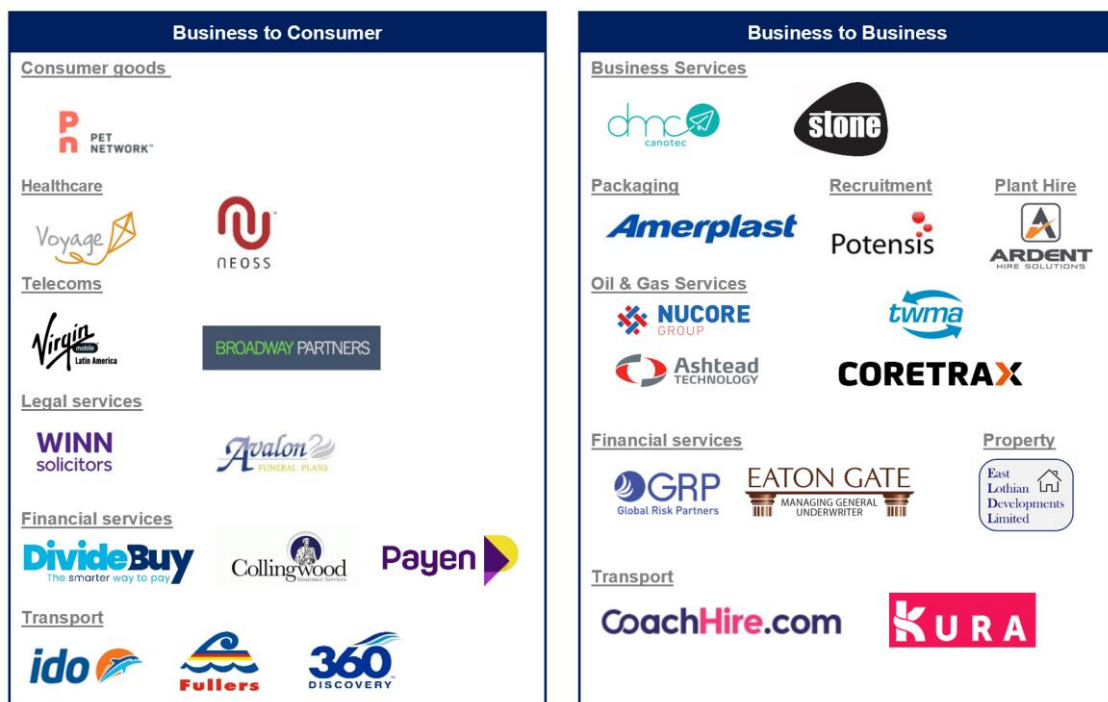 Business to Consumer
Consumer goods
Pn PET
NETWORK™
Healthcare
Voyage
NEOSS
Telecoms
Virgin
mobile
Latin America
BROADWAY PARTNERS
Legal services
WINN
solicitors
Avalon
FUNERAL PLANS
Financial services
DivideBuy
The smarter way to pay
Collingwood
Insurance Services
Payen
Transport
ido
Fullers
360
DISCOVERY
Business to Business
Business Services
dmc
canotec
stone
Packaging
Amerplast
Recruitment
Potensis
Plant Hire
ARDENT
HIRE SOLUTIONS
Oil & Gas Services
NUCORE
GROUP
twma
Ashtead
TECHNOLOGY
CORETRAX
Financial services
GRP
Global Risk Partners
EATON GATE
MANAGING GENERAL
UNDERWRITER
Property
East
Lothian
Developments
Limited
Transport
CoachHire.com
KURA